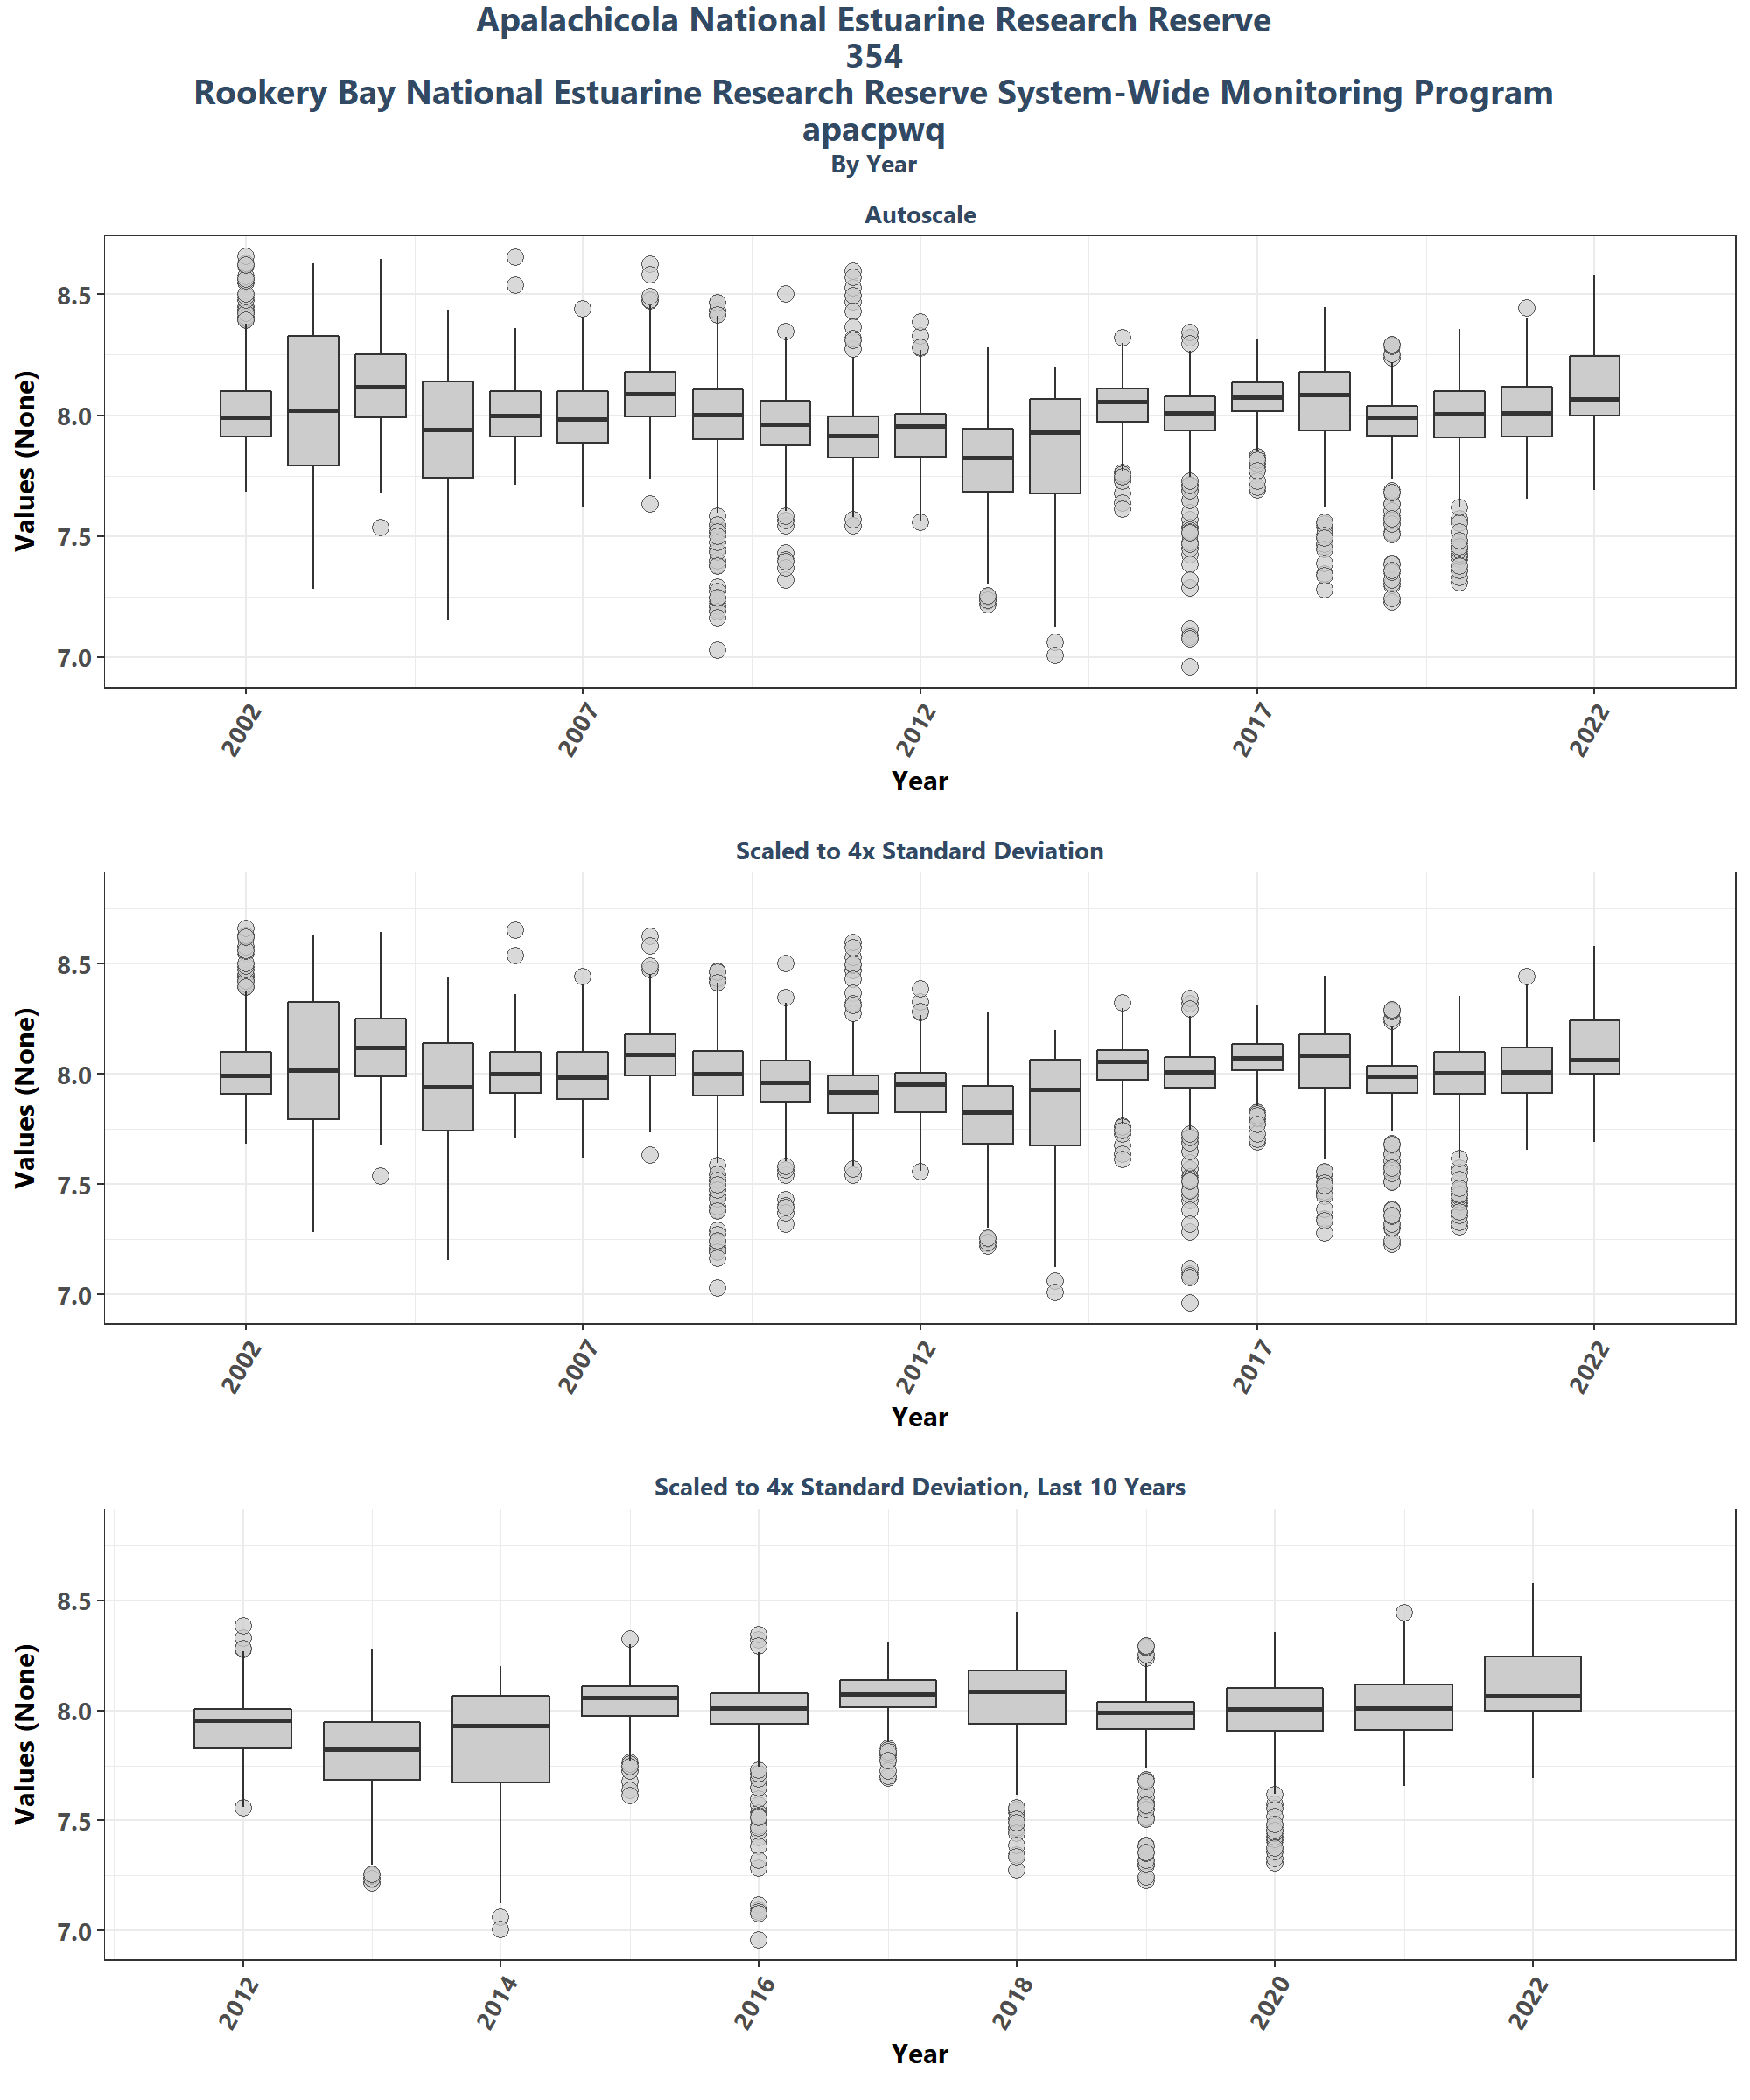 Apalachicola National Estuarine Research Reserve
354
Rookery Bay National Estuarine Research Reserve System-Wide Monitoring Program
apacpwq
By Year
Autoscale
Values (None)
8.5
8.0
7.5
7.0
2002 2007 2012 2017 2022
Year
Scaled to 4x Standard Deviation
Values (None)
8.5
8.0
7.5
7.0
2002 2007 2012 2017 2022
Year
Scaled to 4x Standard Deviation, Last 10 Years
Values (None)
8.5
8.0
7.5
7.0
2012 2014 2016 2018 2020 2022
Year